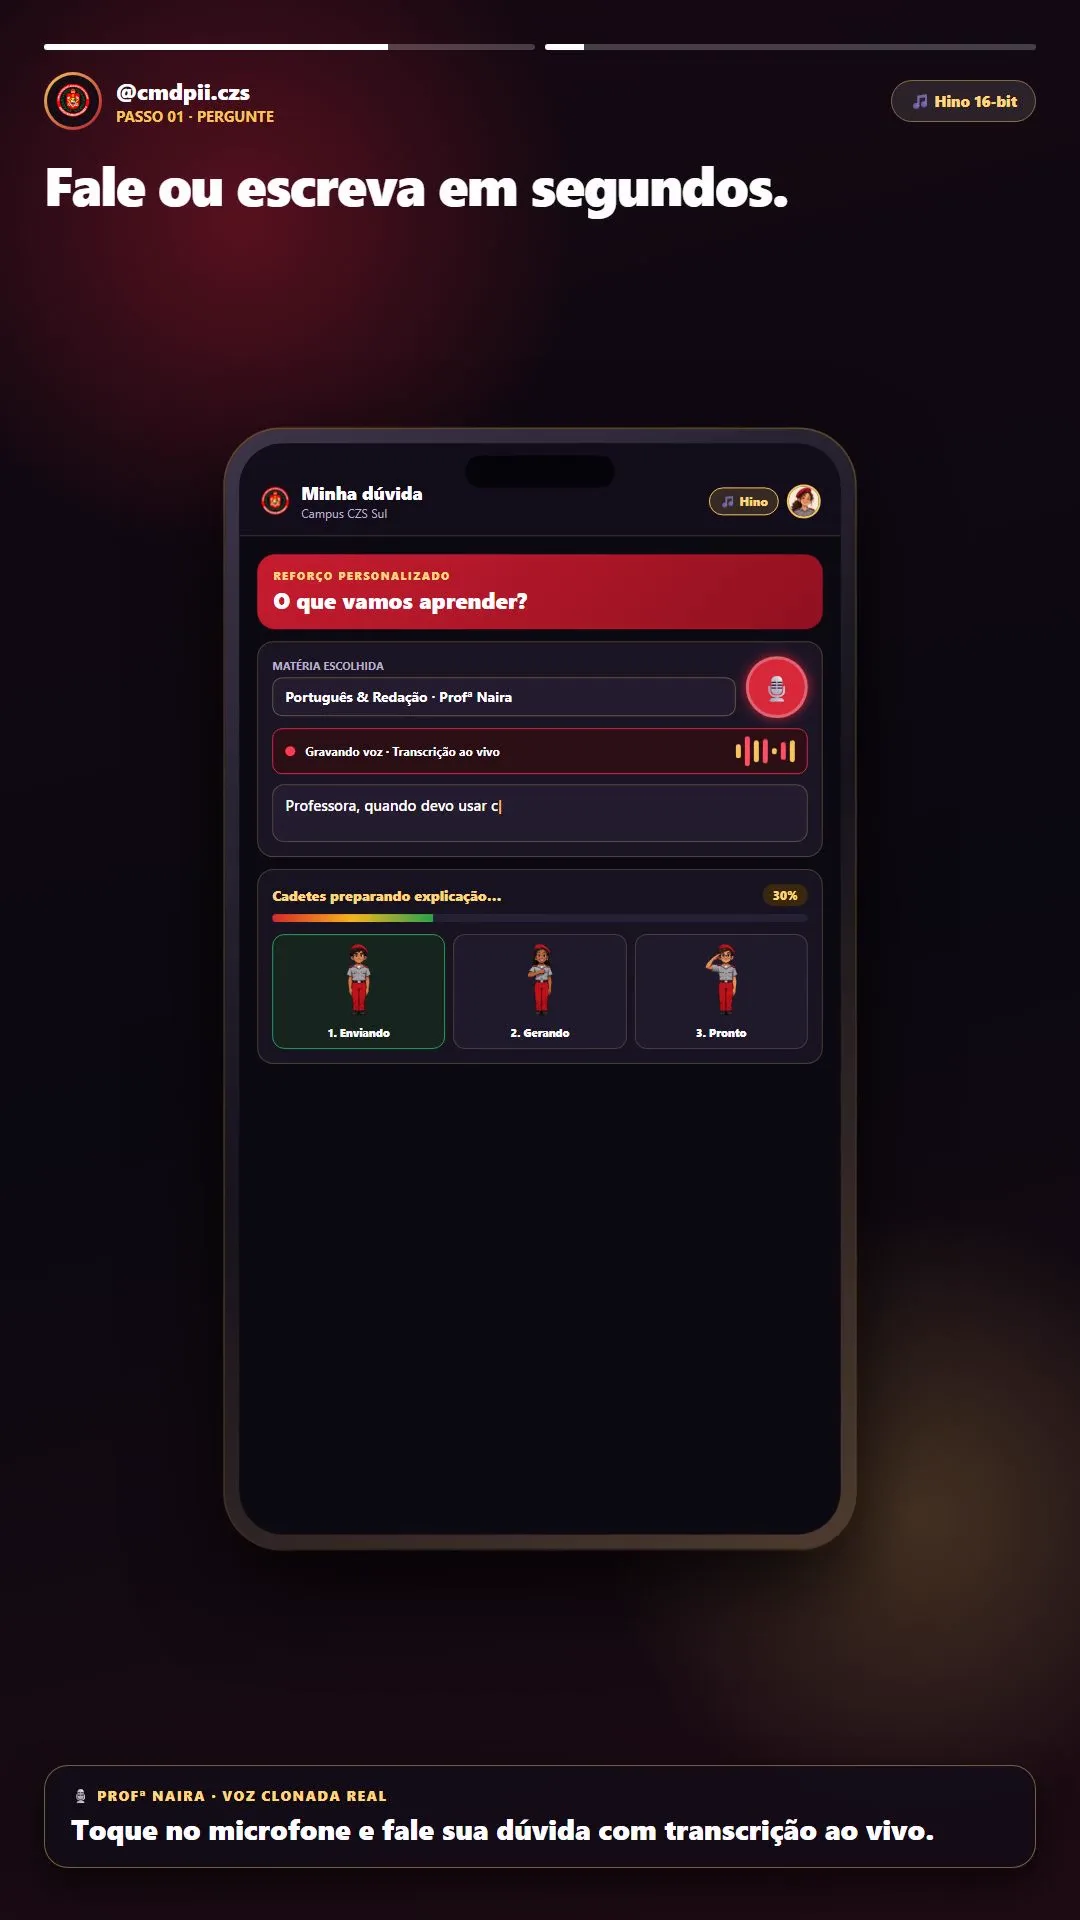 @cmdpii.czs
PASSO 01 · PERGUNTE
🎵 Hino 16-bit
Fale ou escreva em segundos.
Minha dúvida
Campus CZS Sul
🎵 Hino
REFORÇO PERSONALIZADO
O que vamos aprender?
MATÉRIA ESCOLHIDA
Português & Redação · Profª Naira
Gravando voz · Transcrição ao vivo
Professora, quando devo usar c|
Cadetes preparando explicação...
30%
1. Enviando
2. Gerando
3. Pronto
🎙 PROFª NAIRA · VOZ CLONADA REAL
Toque no microfone e fale sua dúvida com transcrição ao vivo.